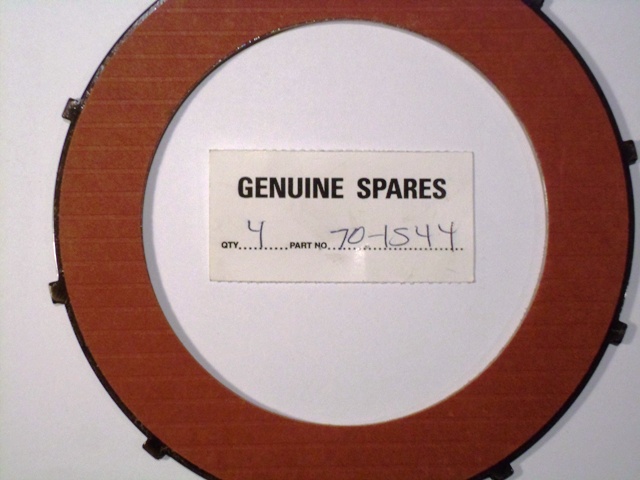 GENUINE SPARES
QTY 4 PART NO. 70-1544